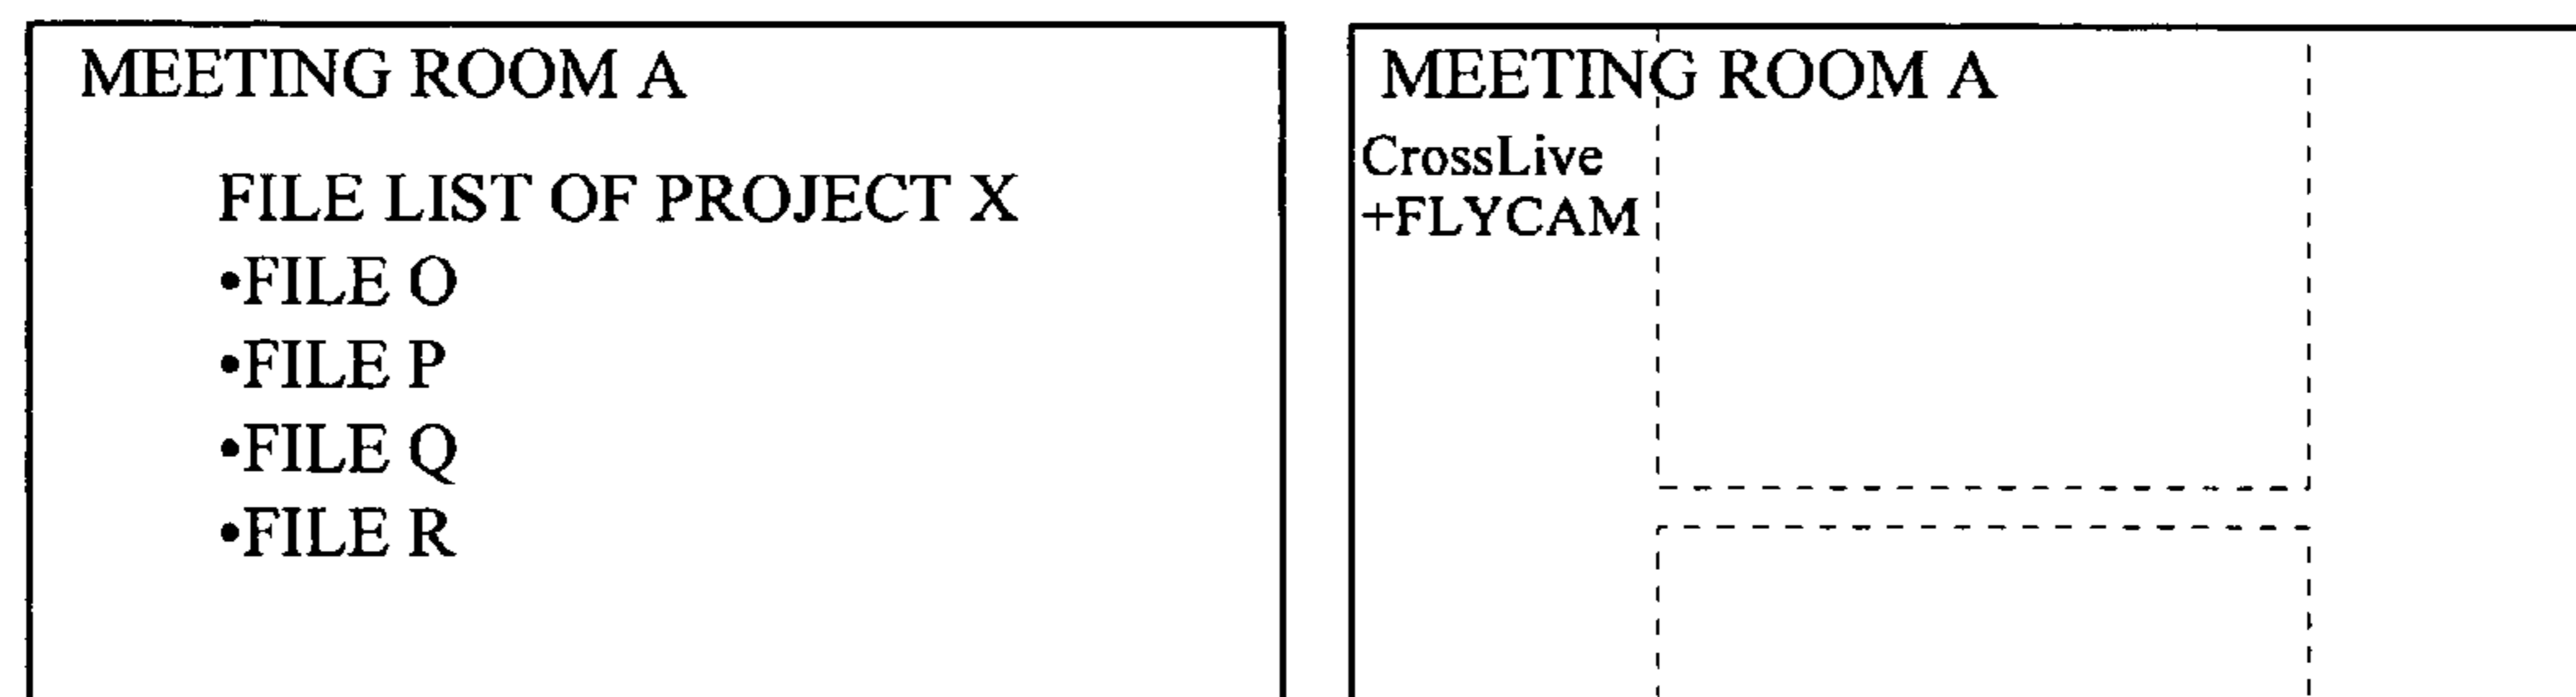 MEETING ROOM A
FILE LIST OF PROJECT X
•FILE O
•FILE P
•FILE Q
•FILE R
MEETING ROOM A
CrossLive
+FLYCAM